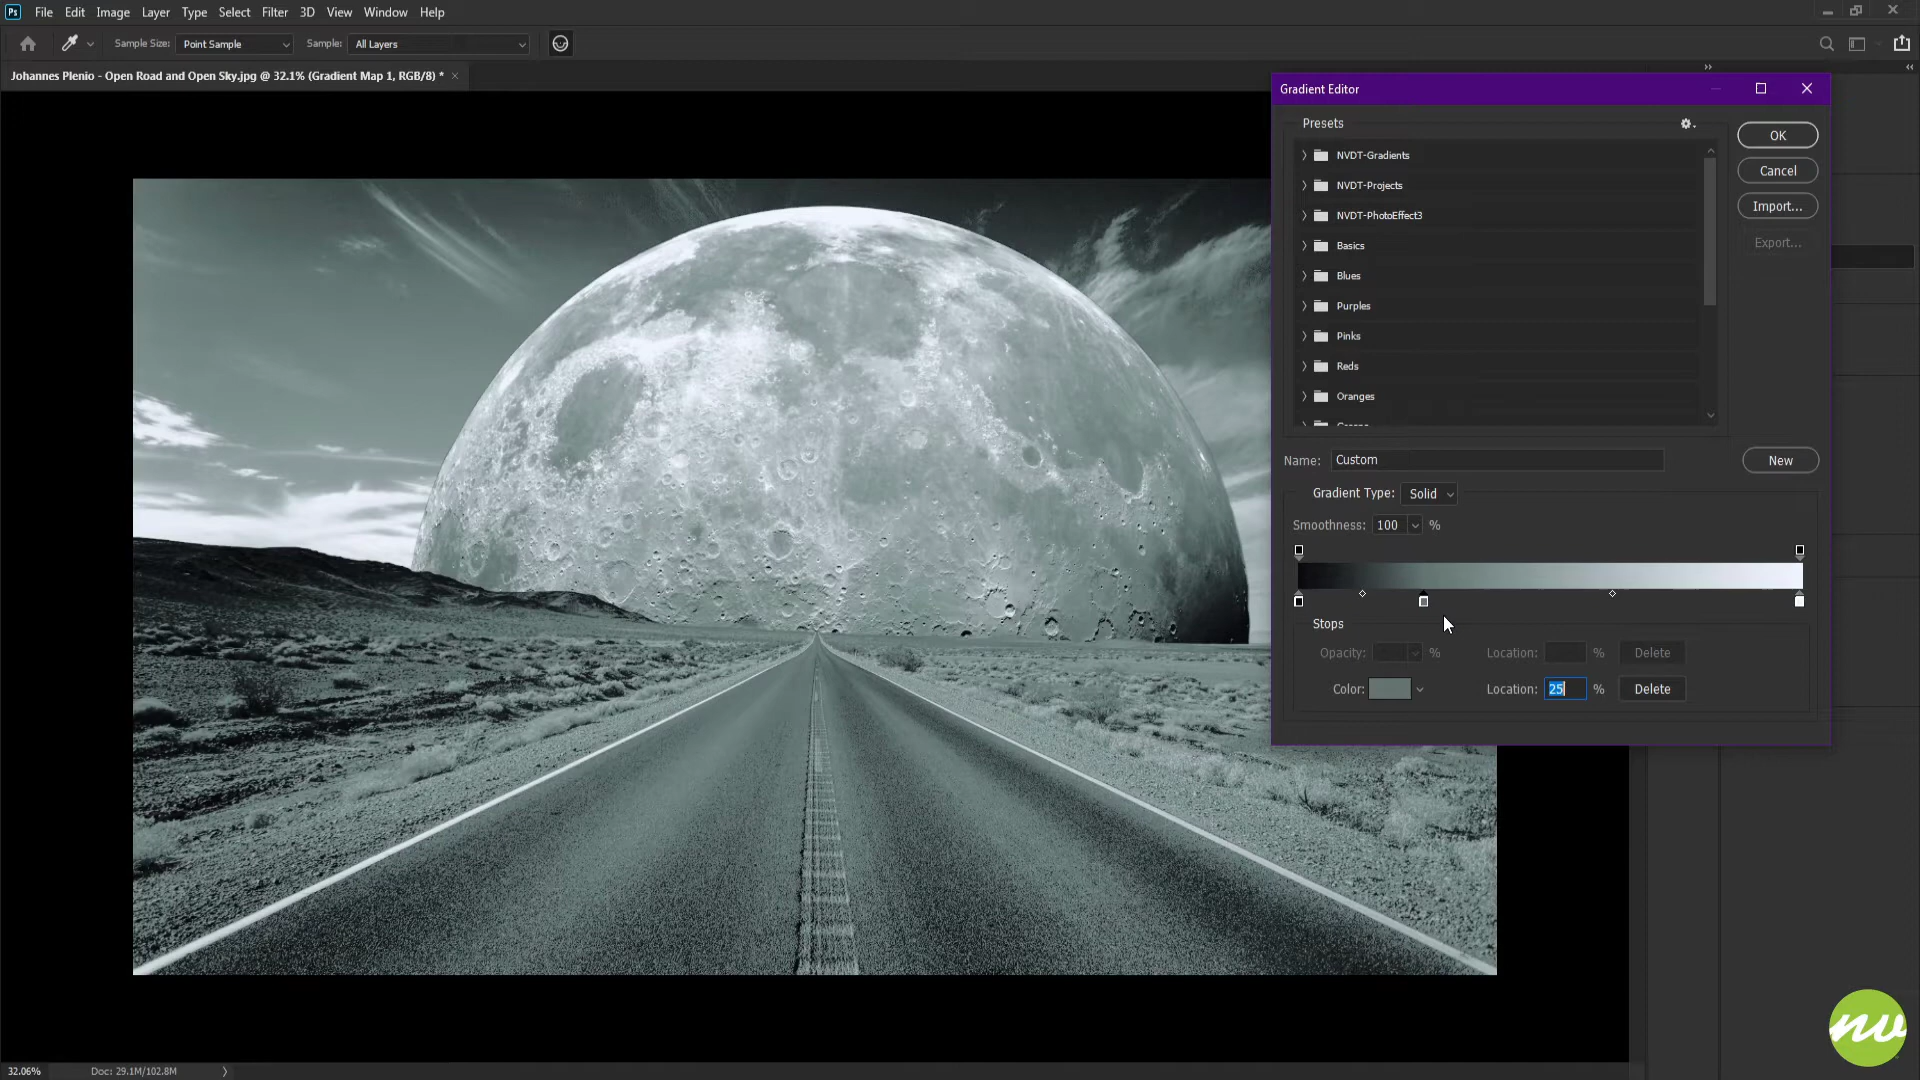 Ps File Edit Image Layer Type Select Filter 3D View Window Help
Sample Size: Point Sample Sample: All Layers
Johannes Plenio - Open Road and Open Sky.jpg @ 32.1% (Gradient Map 1, RGB/8) *
Gradient Editor
Presets
OK
NVDT-Gradients
Cancel
NVDT-Projects
Import...
NVDT-PhotoEffect3
Export...
Basics
Blues
Purples
Pinks
Reds
Oranges
Name: Custom
New
Gradient Type: Solid
Smoothness: 100 %
Stops
Opacity: % Location: % Delete
Color: Location: 25 % Delete
nv
32.06% Doc: 29.1M/102.8M